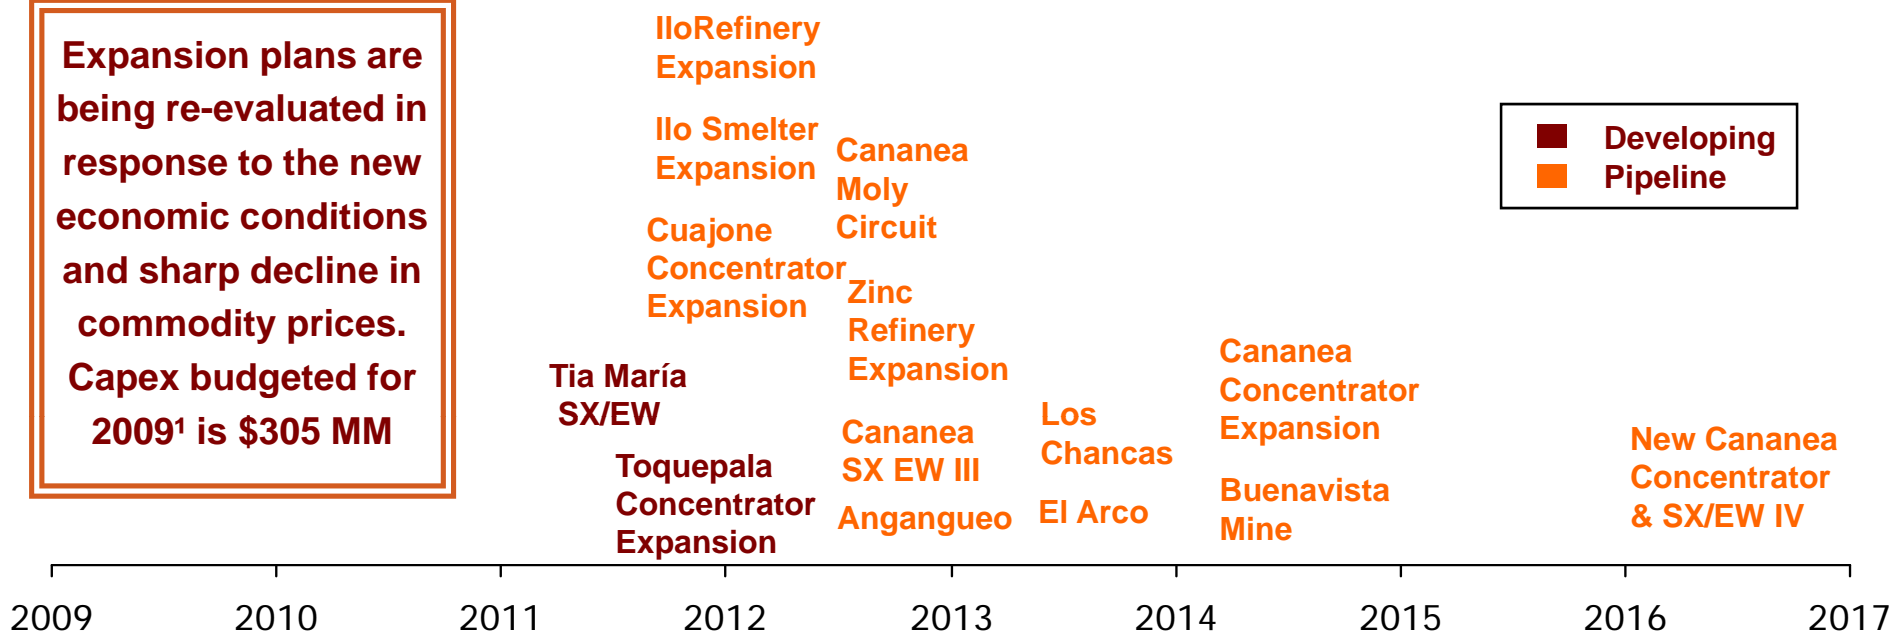 Expansion plans are
being re-evaluated in
response to the new
economic conditions
and sharp decline in
commodity prices.
Capex budgeted for
2009¹ is $305 MM
IloRefinery
Expansion
Ilo Smelter
Expansion
Cuajone
Concentrator
Expansion
Tia María
SX/EW
Toquepala
Concentrator
Expansion
Cananea
Moly
Circuit
Zinc
Refinery
Expansion
Cananea
SX EW III
Angangueo
Los
Chancas
El Arco
Cananea
Concentrator
Expansion
Buenavista
Mine
Developing
Pipeline
New Cananea
Concentrator
& SX/EW IV
2009 2010 2011 2012 2013 2014 2015 2016 2017